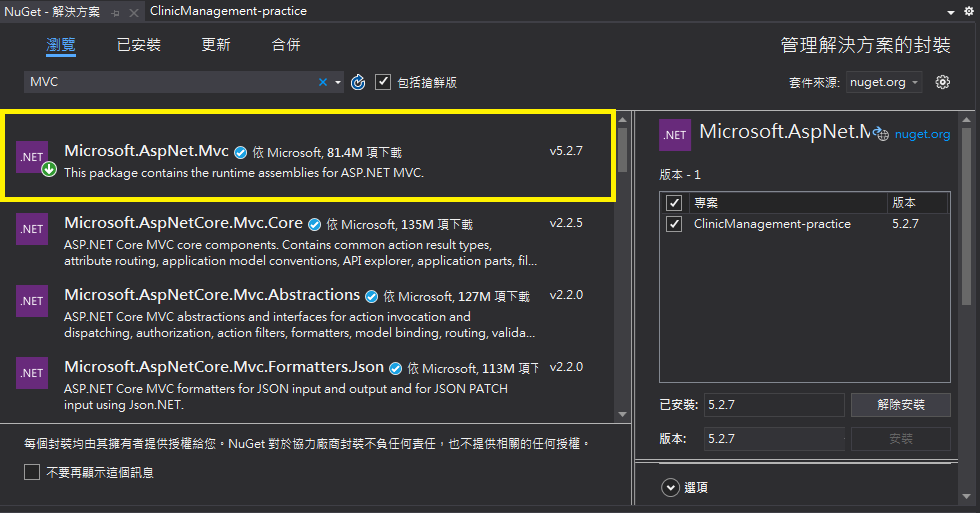 NuGet - 解決方案
ClinicManagement-practice
瀏覽 已安裝 更新 合併
管理解決方案的封裝
MVC
包括搶鮮版
套件來源: nuget.org
.NET
Microsoft.AspNet.Mvc 依 Microsoft, 81.4M 項下載 v5.2.7
This package contains the runtime assemblies for ASP.NET MVC.
.NET
Microsoft.AspNetCore.Mvc.Core 依 Microsoft, 135M 項下載 v2.2.5
ASP.NET Core MVC core components. Contains common action result types,
attribute routing, application model conventions, API explorer, application parts, fil...
.NET
Microsoft.AspNetCore.Mvc.Abstractions 依 Microsoft, 127M 項下載 v2.2.0
ASP.NET Core MVC abstractions and interfaces for action invocation and
dispatching, authorization, action filters, formatters, model binding, routing, valida...
.NET
Microsoft.AspNetCore.Mvc.Formatters.Json 依 Microsoft, 113M 項下 v2.2.0
ASP.NET Core MVC formatters for JSON input and output and for JSON PATCH
input using Json.NET.
每個封裝均由其擁有者提供授權給您。NuGet 對於協力廠商封裝不負任何責任，也不提供相關的任何授權。
不要再顯示這個訊息
.NET
Microsoft.AspNet.M
nuget.org
版本 - 1
專案 版本
ClinicManagement-practice 5.2.7
已安裝: 5.2.7 解除安裝
版本: 5.2.7 安裝
選項